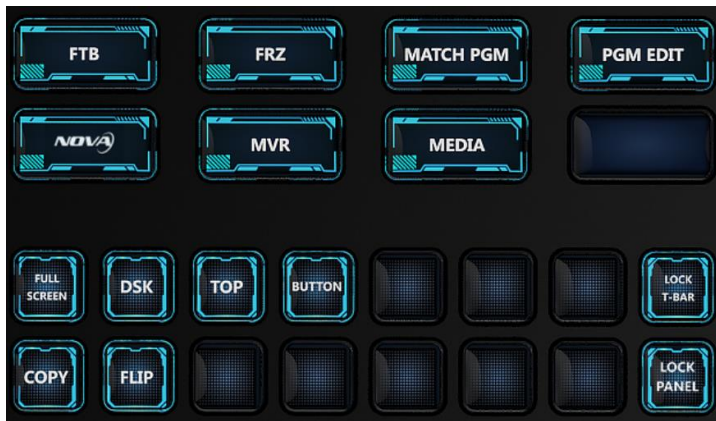 FTB
FRZ
MATCH PGM
PGM EDIT
NOVA
MVR
MEDIA
FULL
SCREEN
DSK
TOP
BUTTON
LOCK
T-BAR
COPY
FLIP
LOCK
PANEL